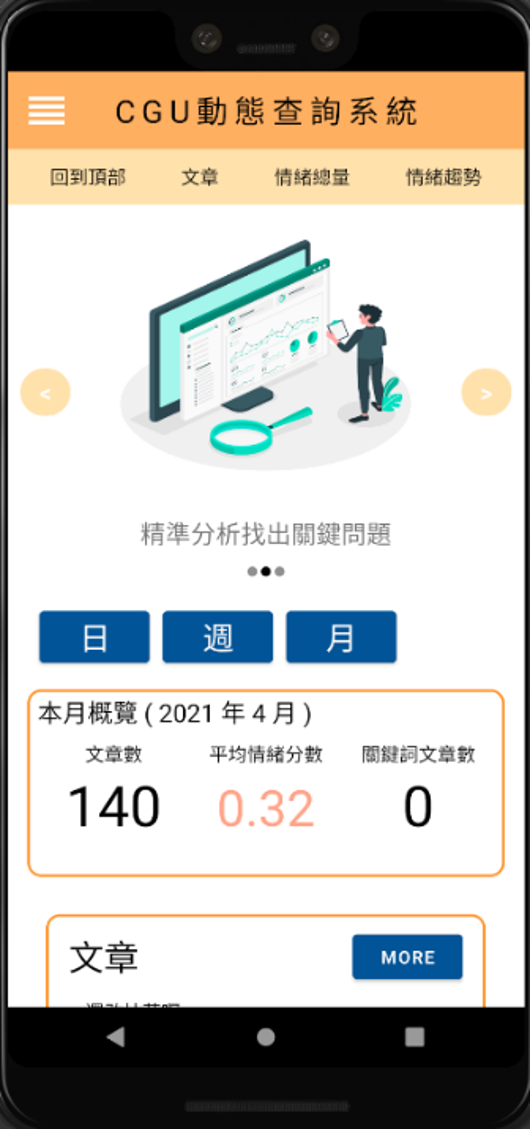 CGU動態查詢系統
回到頂部 文章 情緒總量 情緒趨勢
< >
精準分析找出關鍵問題
日 週 月
本月概覽 ( 2021 年 4 月 )
文章數 平均情緒分數 關鍵詞文章數
140 0.32 0
文章 MORE